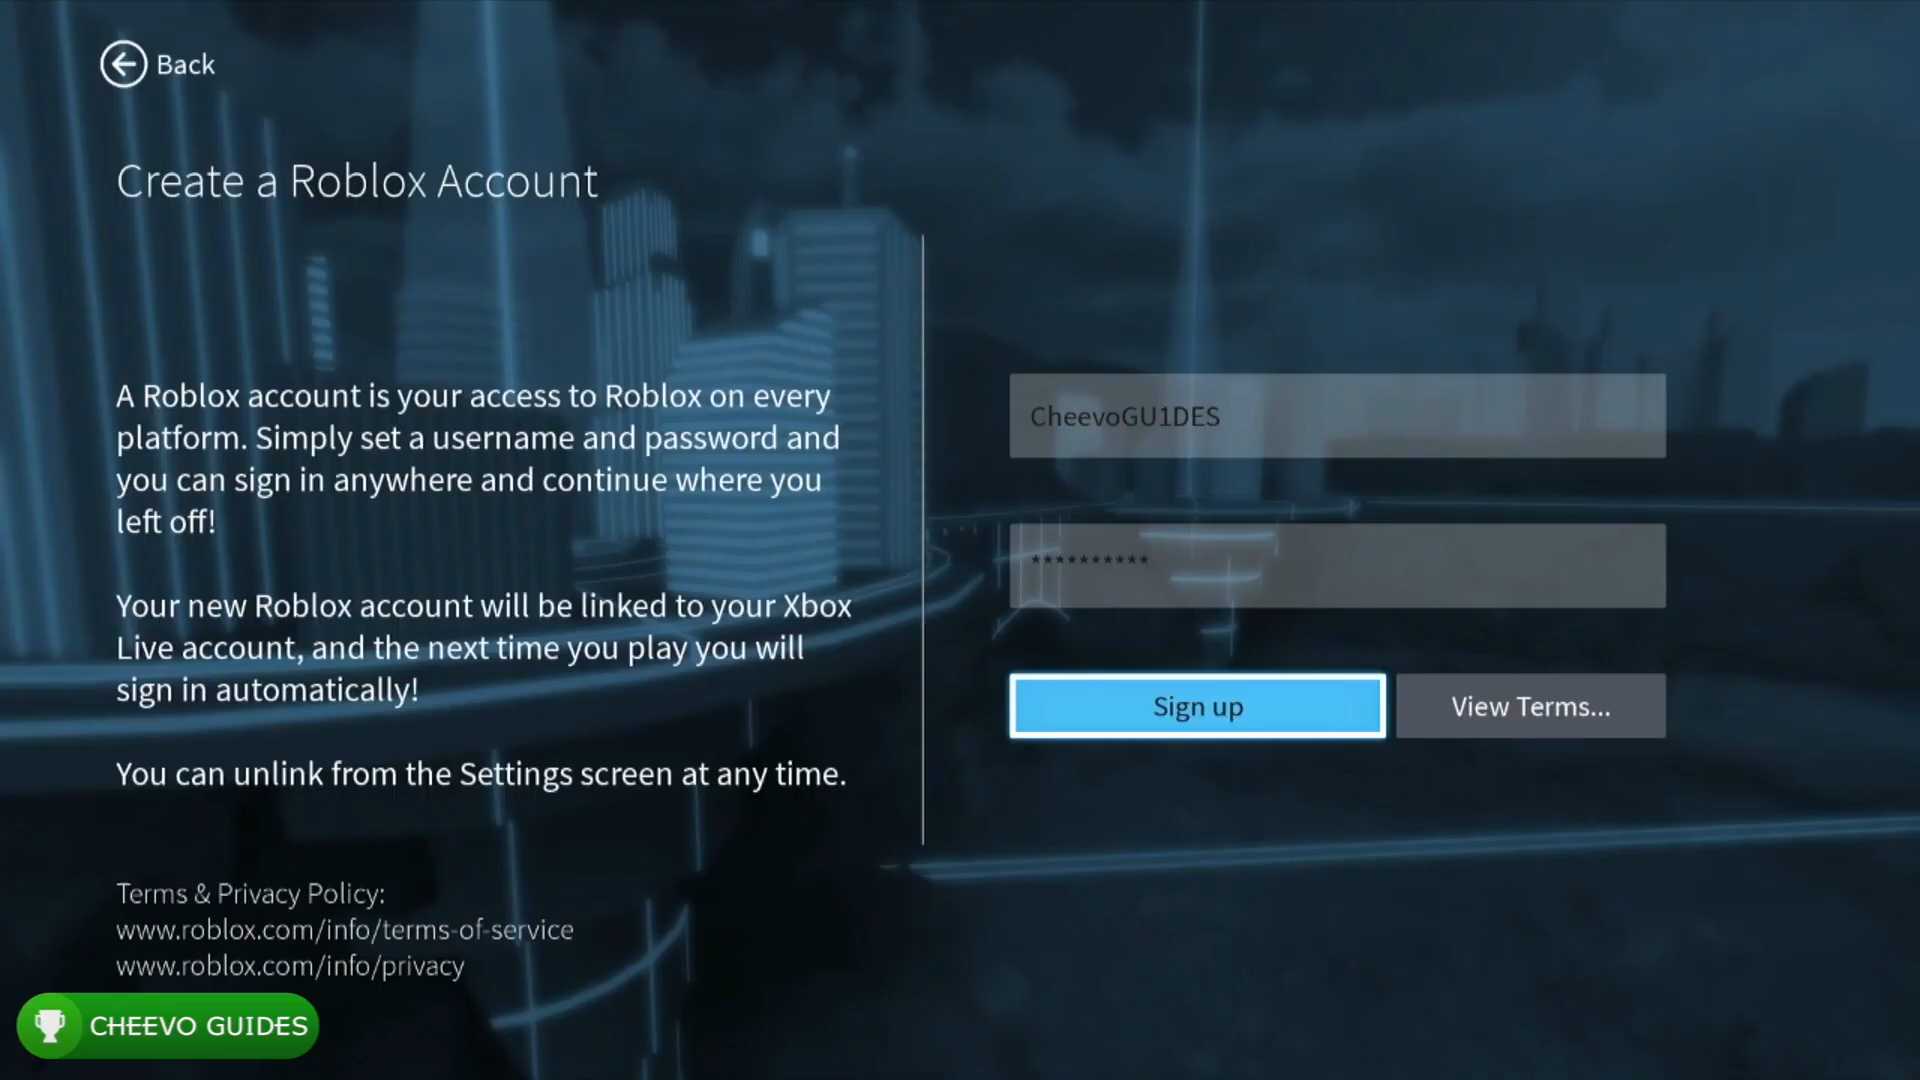 Back
Create a Roblox Account
A Roblox account is your access to Roblox on every
platform. Simply set a username and password and
you can sign in anywhere and continue where you
left off!
Your new Roblox account will be linked to your Xbox
Live account, and the next time you play you will
sign in automatically!
You can unlink from the Settings screen at any time.
Terms & Privacy Policy:
www.roblox.com/info/terms-of-service
www.roblox.com/info/privacy
CheevoGU1DES
**********
Sign up
View Terms...
CHEEVO GUIDES